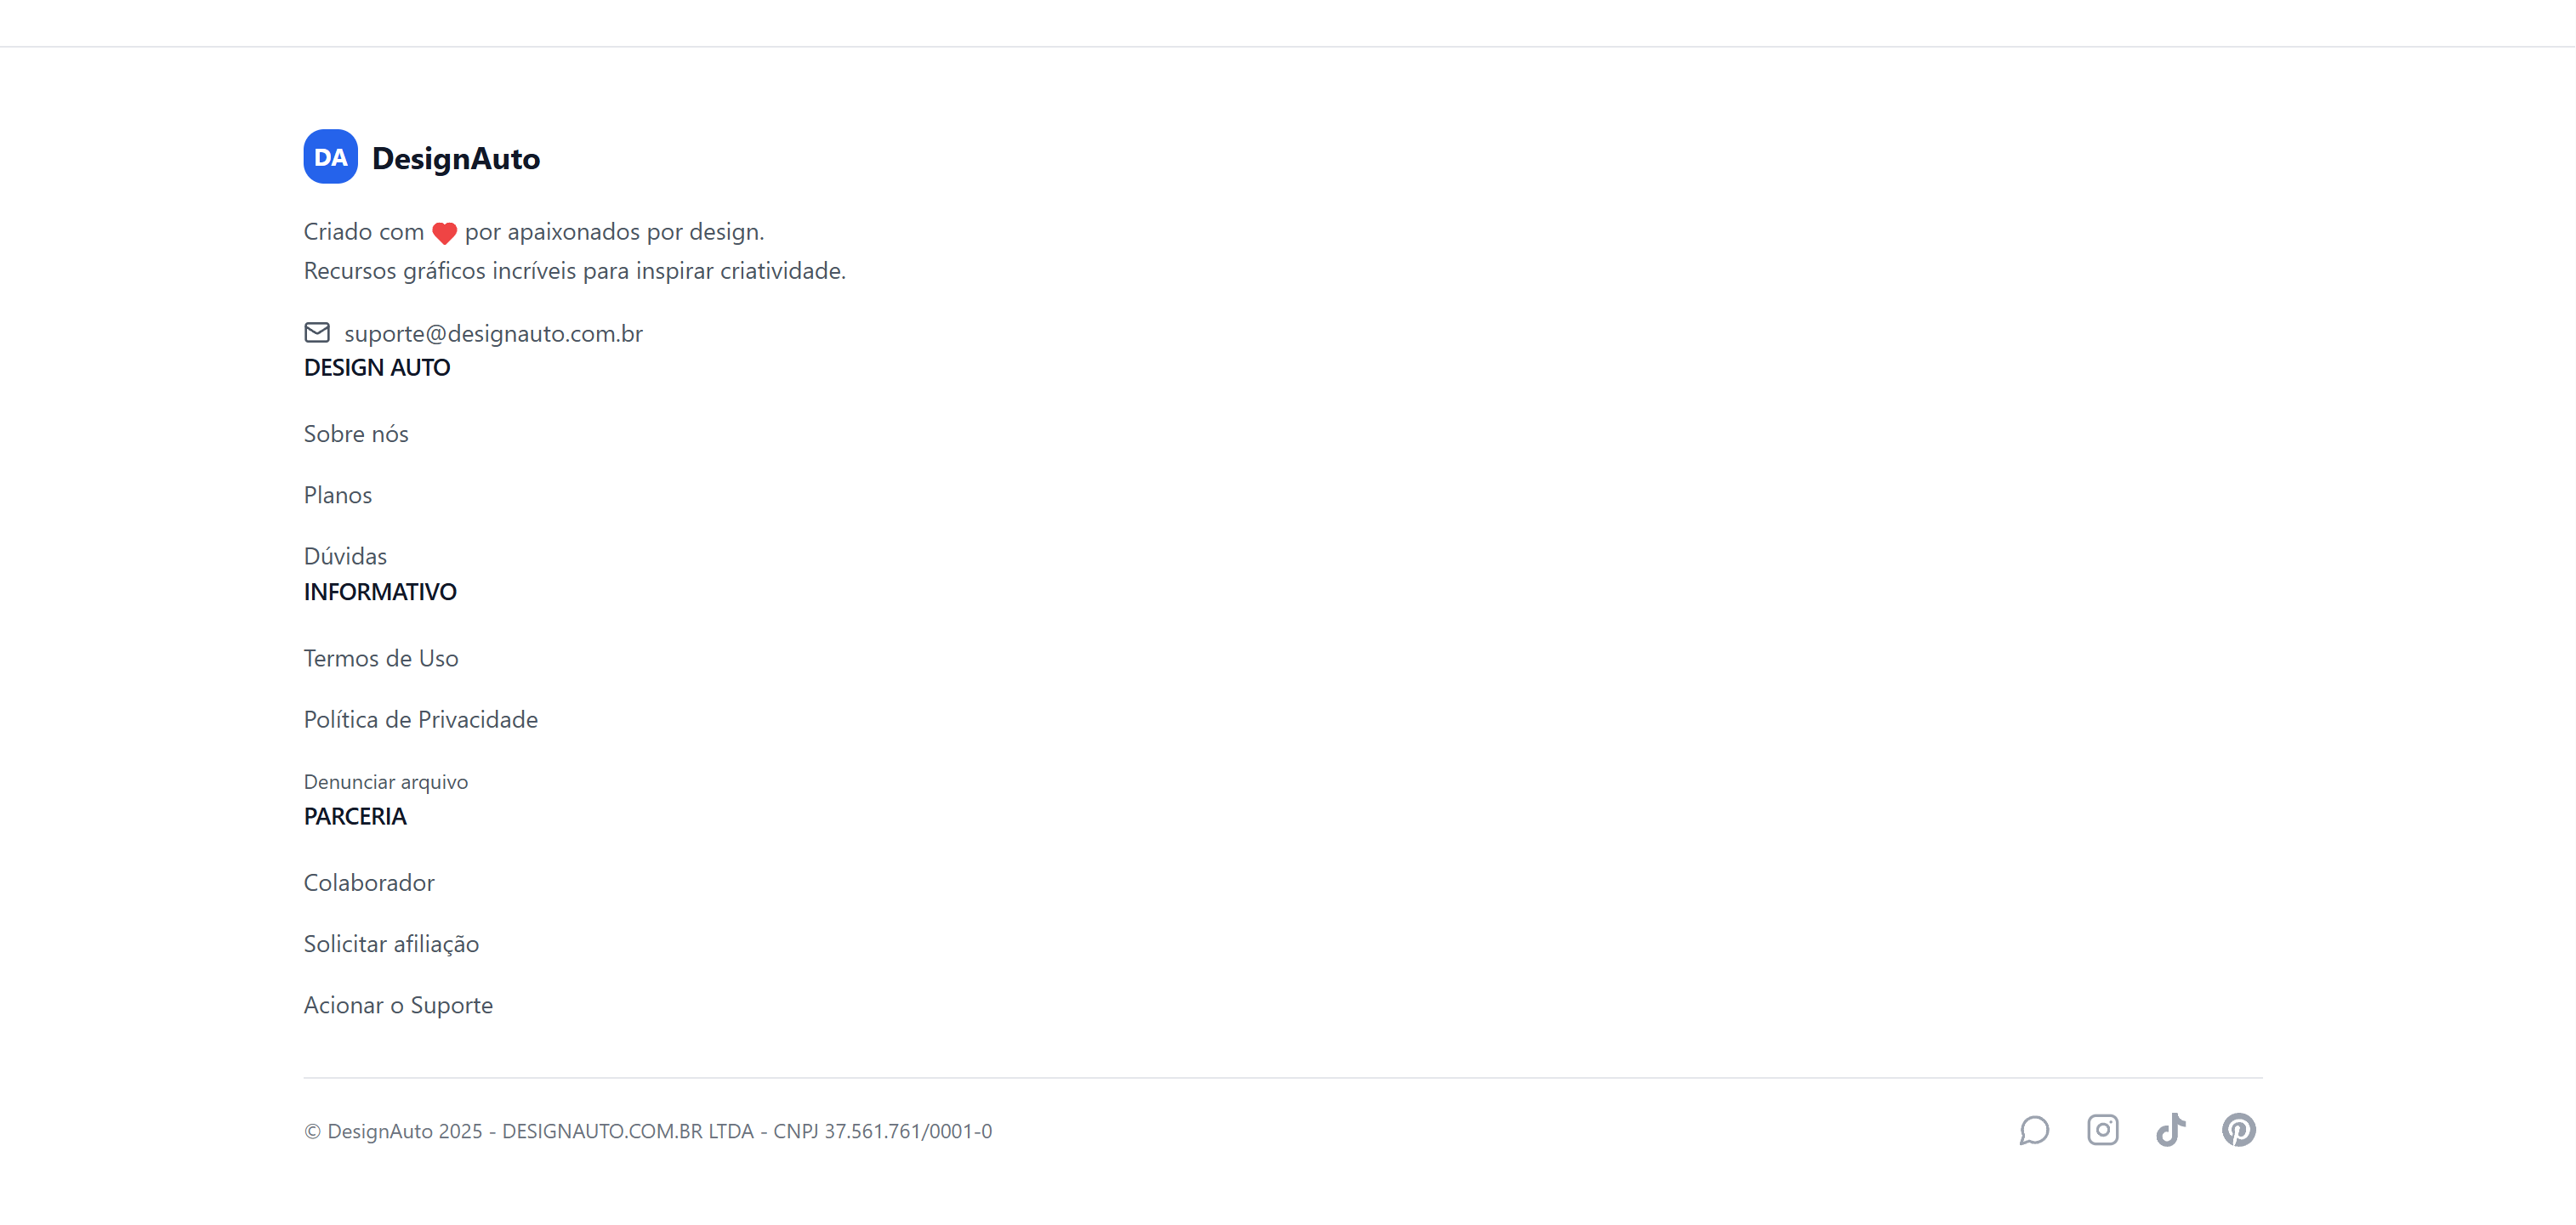 DA DesignAuto
Criado com ❤ por apaixonados por design.
Recursos gráficos incríveis para inspirar criatividade.
suporte@designauto.com.br
DESIGN AUTO
Sobre nós
Planos
Dúvidas
INFORMATIVO
Termos de Uso
Política de Privacidade
Denunciar arquivo
PARCERIA
Colaborador
Solicitar afiliação
Acionar o Suporte
© DesignAuto 2025 - DESIGNAUTO.COM.BR LTDA - CNPJ 37.561.761/0001-0